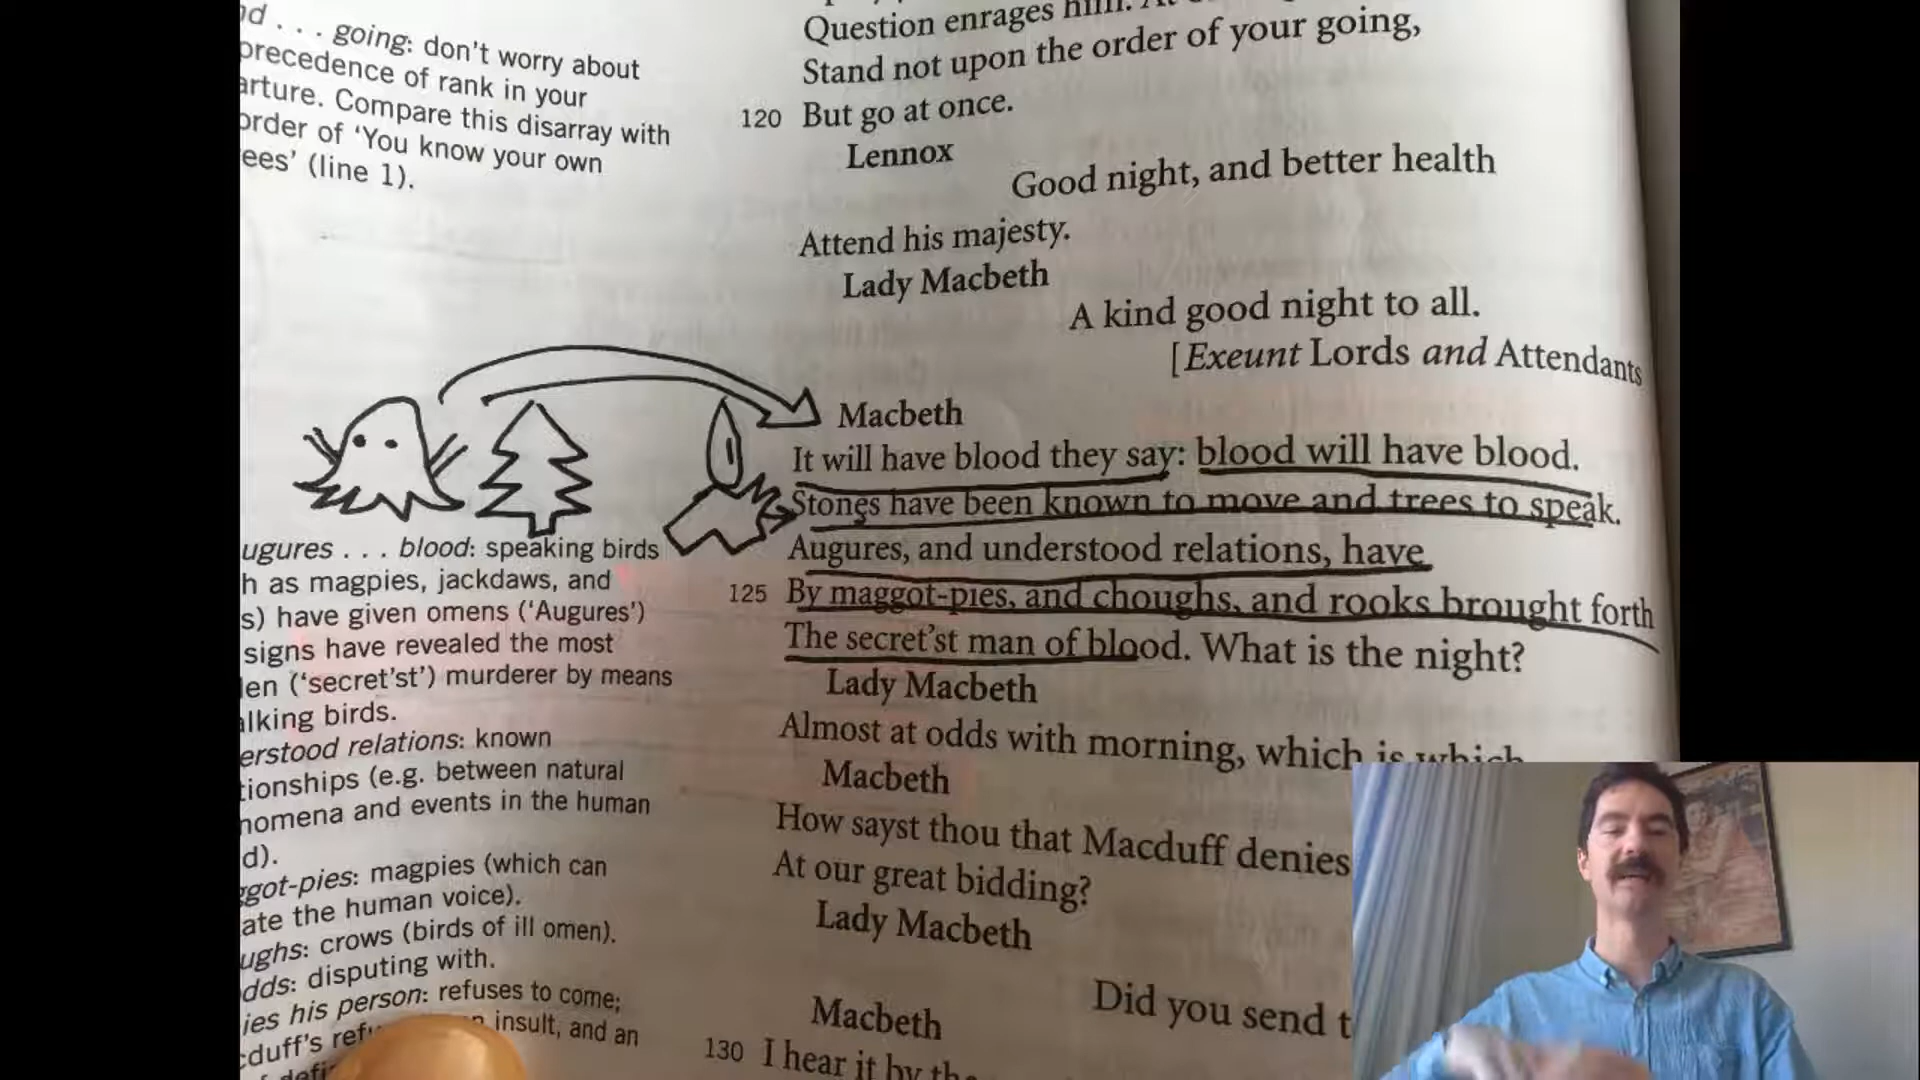 . . . going: don't worry about
precedence of rank in your
arture. Compare this disarray with
order of 'You know your own
ees' (line 1).
ugures . . . blood: speaking birds
h as magpies, jackdaws, and
s) have given omens ('Augures')
signs have revealed the most
en ('secret'st') murderer by means
alking birds.
erstood relations: known
tionships (e.g. between natural
nomena and events in the human
d).
ggot-pies: magpies (which can
ate the human voice).
ughs: crows (birds of ill omen).
dds: disputing with.
ies his person: refuses to come;
cduff's insult, and an
Question enrages him.
Stand not upon the order of your going,
120 But go at once.
Lennox
Good night, and better health
Attend his majesty.
Lady Macbeth
A kind good night to all.
[Exeunt Lords and Attendants
Macbeth
It will have blood they say: blood will have blood.
Stones have been known to move and trees to speak.
Augures, and understood relations, have
125 By maggot-pies, and choughs, and rooks brought forth
The secret'st man of blood. What is the night?
Lady Macbeth
Almost at odds with morning, which is which
Macbeth
How sayst thou that Macduff denies
At our great bidding?
Lady Macbeth
Did you send t
Macbeth
130 I hear it by the